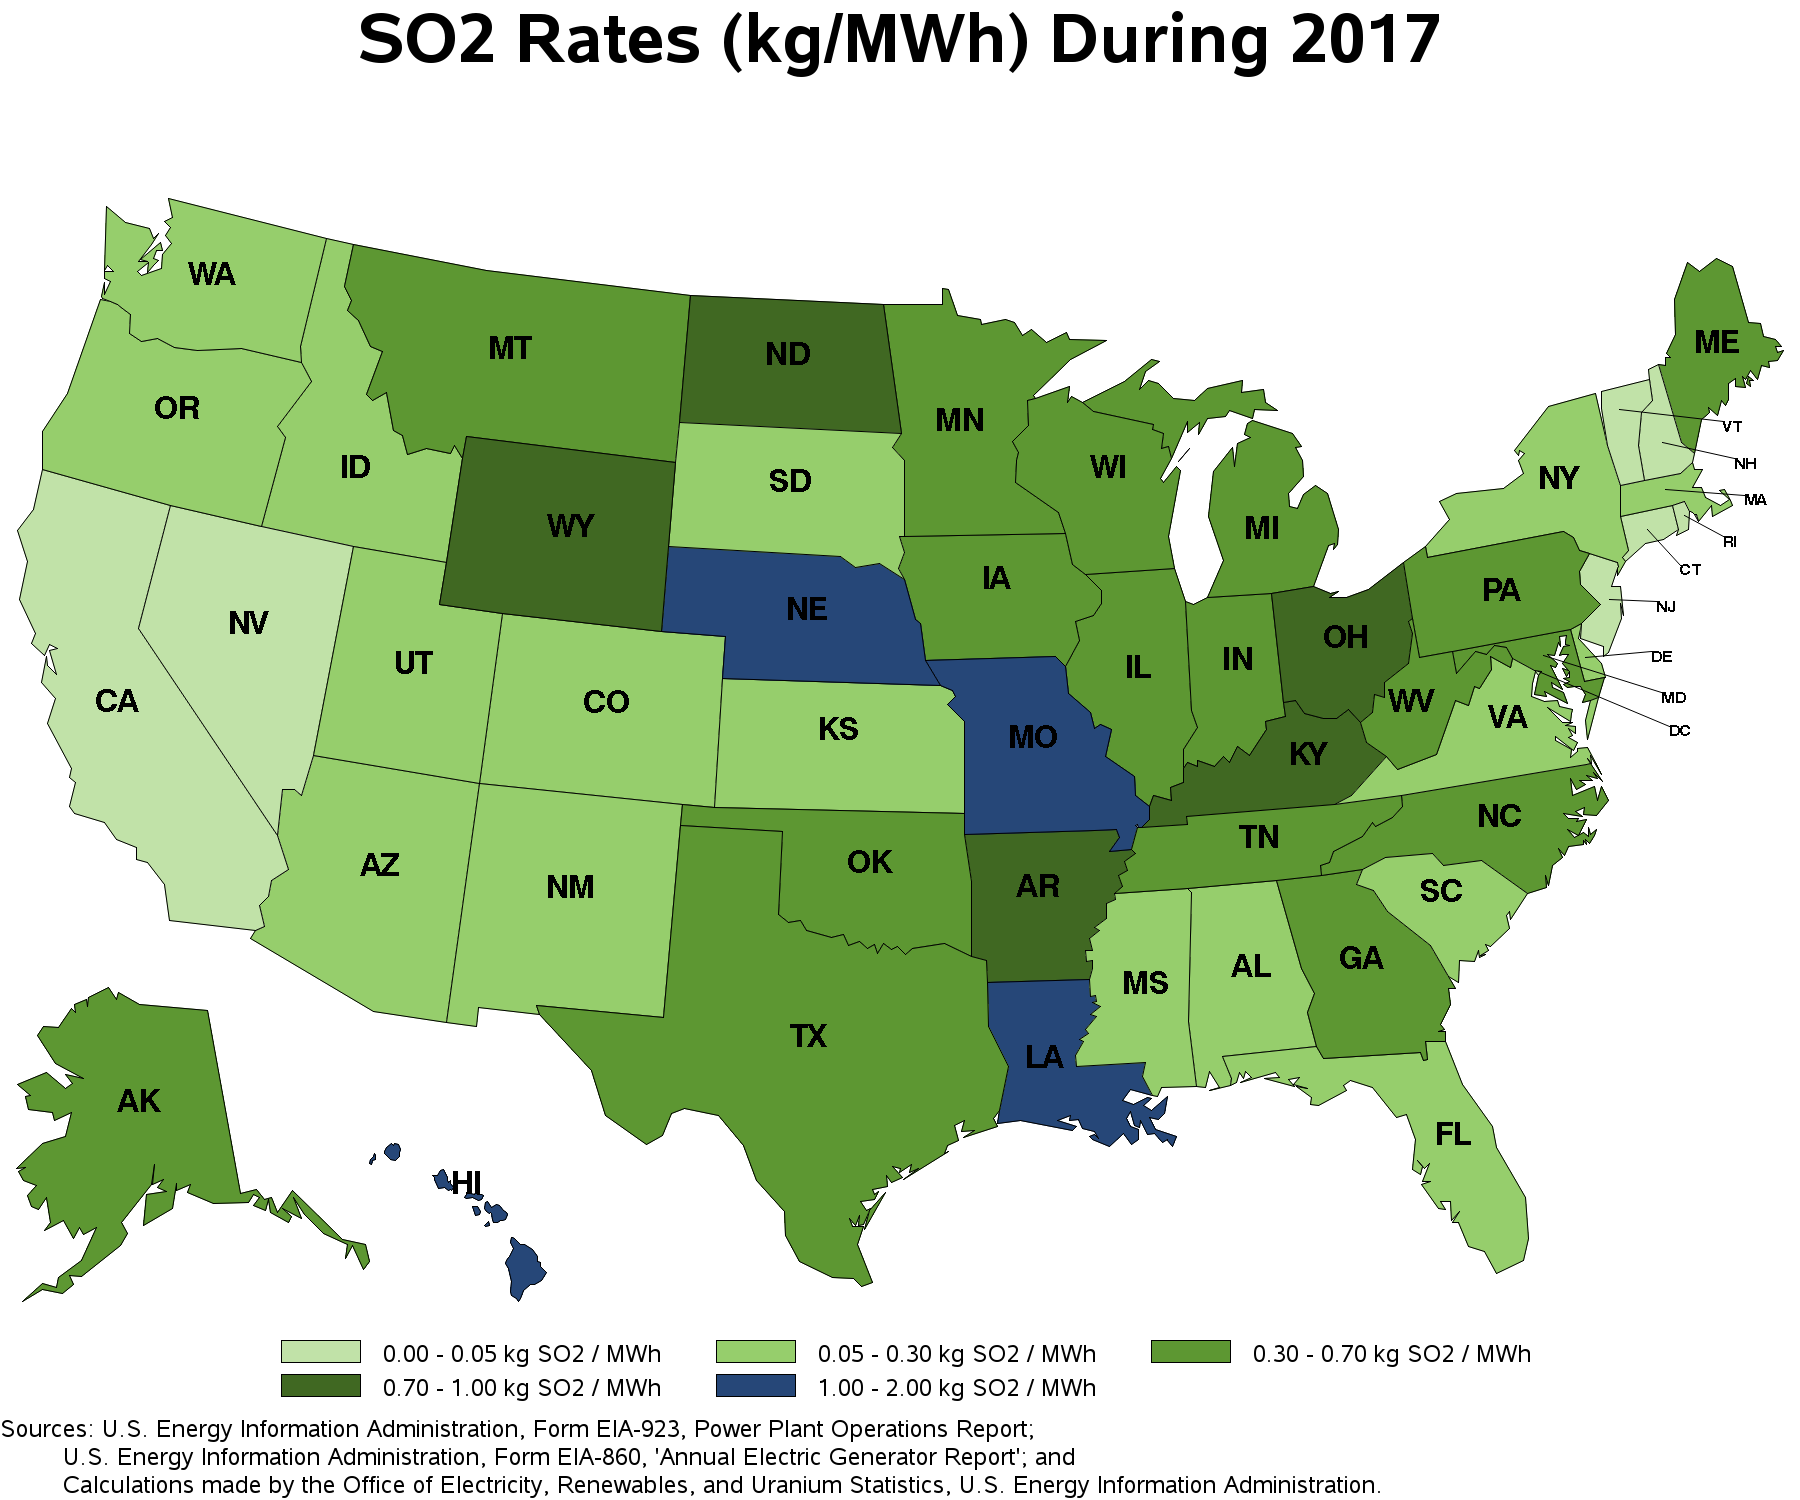 SO2 Rates (kg/MWh) During 2017
WA
MT
ND
ME
OR
MN
VT
ID
SD
WI
NY
NH
MA
WY
MI
RI
CT
IA
PA
NE
NJ
NV
OH
UT
IL
IN
DE
CA
CO
WV
MD
KS
MO
VA
DC
KY
NC
TN
AZ
OK
NM
AR
SC
GA
AL
MS
TX
LA
AK
FL
HI
0.00 - 0.05 kg SO2 / MWh
0.05 - 0.30 kg SO2 / MWh
0.30 - 0.70 kg SO2 / MWh
0.70 - 1.00 kg SO2 / MWh
1.00 - 2.00 kg SO2 / MWh
Sources: U.S. Energy Information Administration, Form EIA-923, Power Plant Operations Report;
U.S. Energy Information Administration, Form EIA-860, 'Annual Electric Generator Report'; and
Calculations made by the Office of Electricity, Renewables, and Uranium Statistics, U.S. Energy Information Administration.